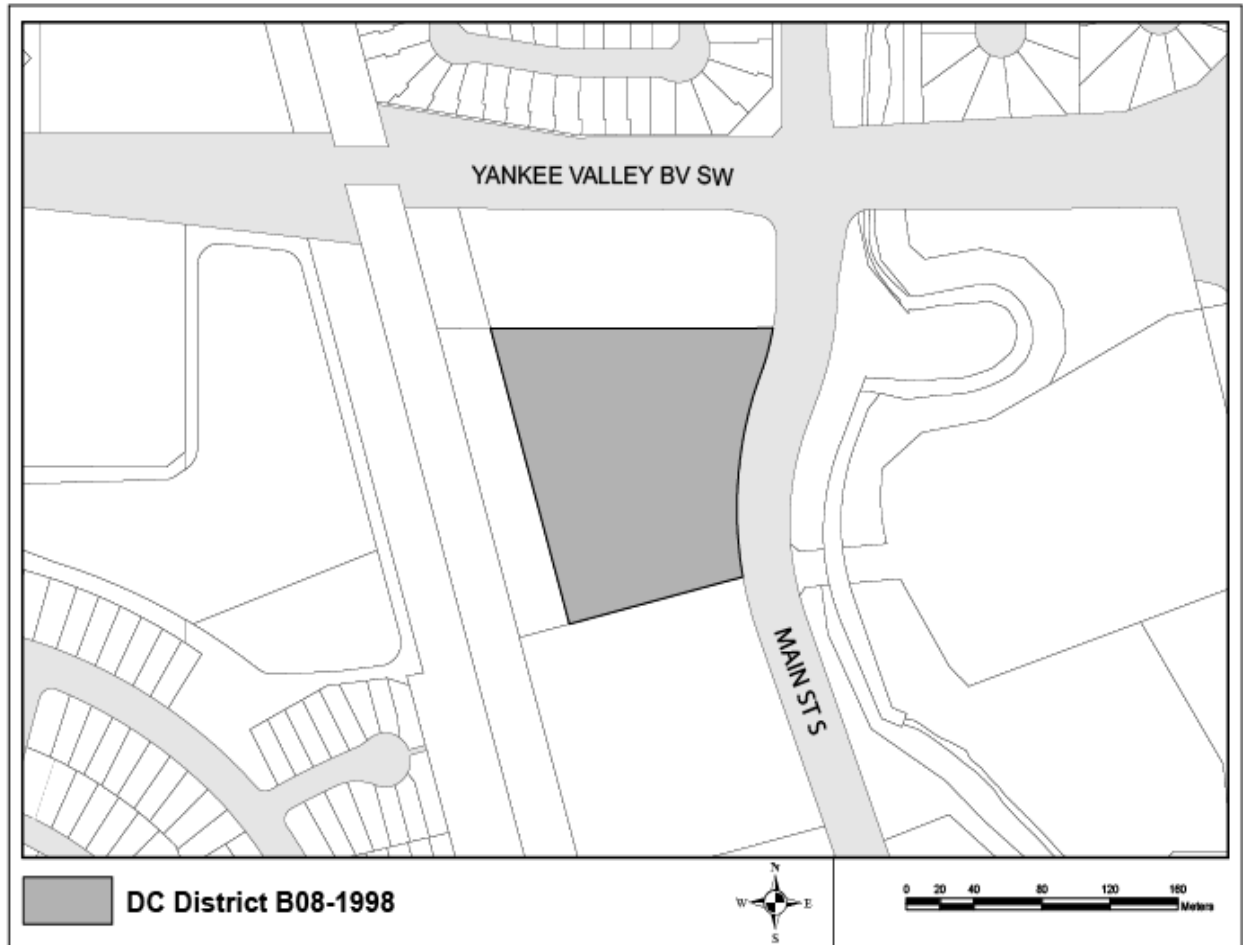 YANKEE VALLEY BV SW
MAIN ST S
DC District B08-1998
N
W E
S
0 20 40 80 120 160
Meters